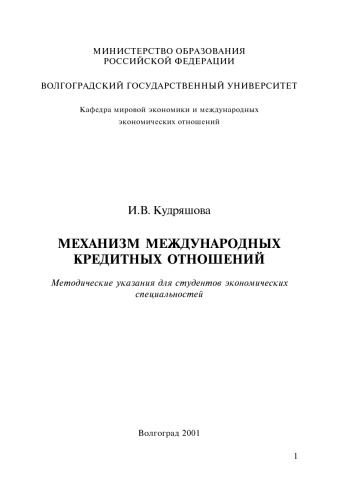 МИНИСТЕРСТВО ОБРАЗОВАНИЯ
РОССИЙСКОЙ ФЕДЕРАЦИИ
ВОЛГОГРАДСКИЙ ГОСУДАРСТВЕННЫЙ УНИВЕРСИТЕТ
Кафедра мировой экономики и международных
экономических отношений
И.В. Кудряшова
МЕХАНИЗМ МЕЖДУНАРОДНЫХ
КРЕДИТНЫХ ОТНОШЕНИЙ
Методические указания для студентов экономических
специальностей
Волгоград 2001
1